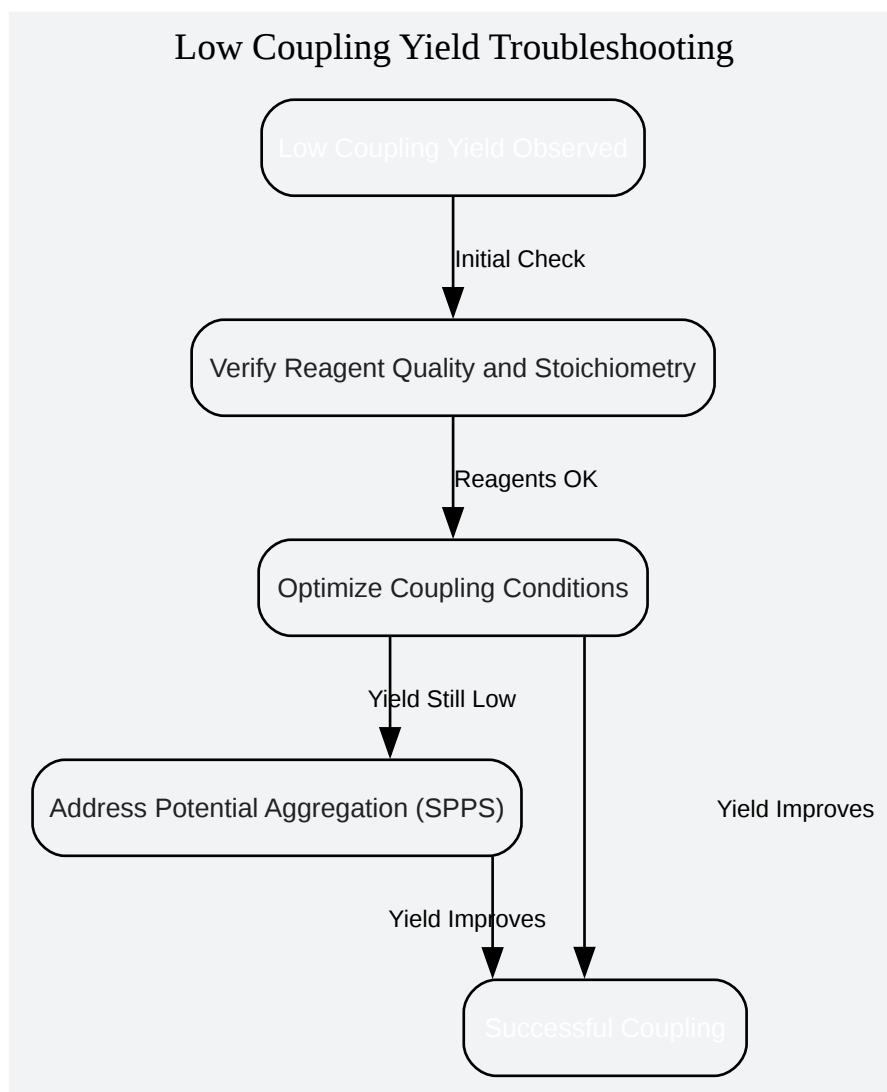 Low Coupling Yield Troubleshooting
Low Coupling Yield Observed
Initial Check
Verify Reagent Quality and Stoichiometry
Reagents OK
Optimize Coupling Conditions
Yield Still Low
Address Potential Aggregation (SPPS)
Yield Improves
Yield Improves
Successful Coupling